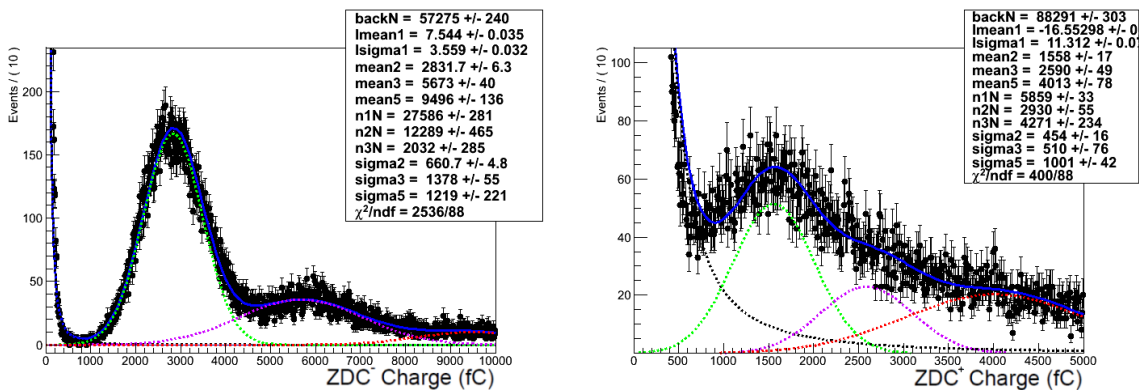 backN = 57275 +/- 240
lmean1 = 7.544 +/- 0.035
lsigma1 = 3.559 +/- 0.032
mean2 = 2831.7 +/- 6.3
mean3 = 5673 +/- 40
mean5 = 9496 +/- 136
n1N = 27586 +/- 281
n2N = 12289 +/- 465
n3N = 2032 +/- 285
sigma2 = 660.7 +/- 4.8
sigma3 = 1378 +/- 55
sigma5 = 1219 +/- 221
χ²/ndf = 2536/88
Events / ( 10 )
200
150
100
50
0
0 1000 2000 3000 4000 5000 6000 7000 8000 9000 10000
ZDC⁻ Charge (fC)
backN = 88291 +/- 303
lmean1 = -16.55298 +/- 0
lsigma1 = 11.312 +/- 0.0
mean2 = 1558 +/- 17
mean3 = 2590 +/- 49
mean5 = 4013 +/- 78
n1N = 5859 +/- 33
n2N = 2930 +/- 55
n3N = 4271 +/- 234
sigma2 = 454 +/- 16
sigma3 = 510 +/- 76
sigma5 = 1001 +/- 42
χ²/ndf = 400/88
Events / ( 10 )
100
80
60
40
20
0
0 500 1000 1500 2000 2500 3000 3500 4000 4500 5000
ZDC⁺ Charge (fC)